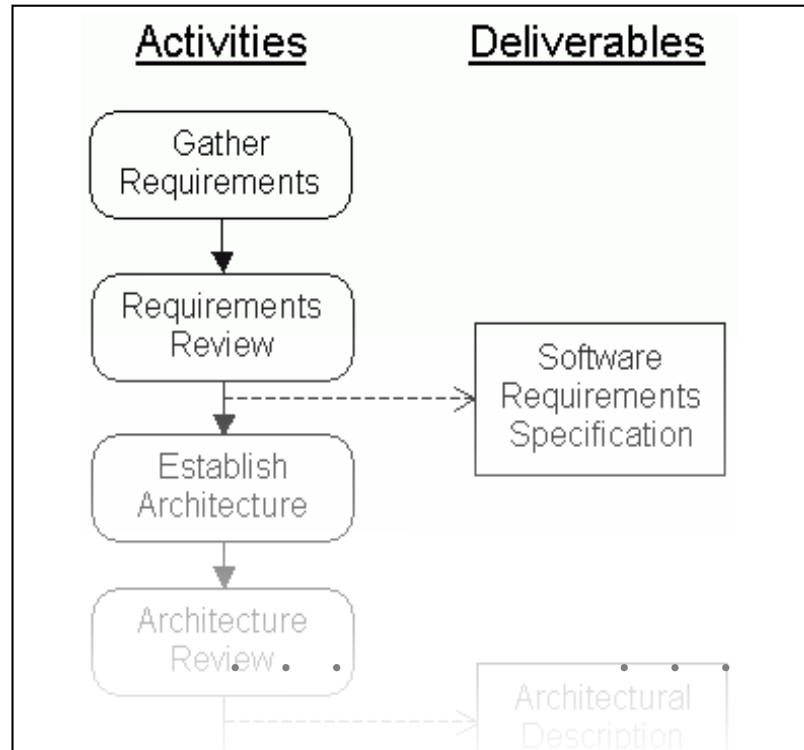 Activities
Deliverables
Gather
Requirements
Requirements
Review
Software
Requirements
Specification
Establish
Architecture
Architecture
Review
Architectural
Description